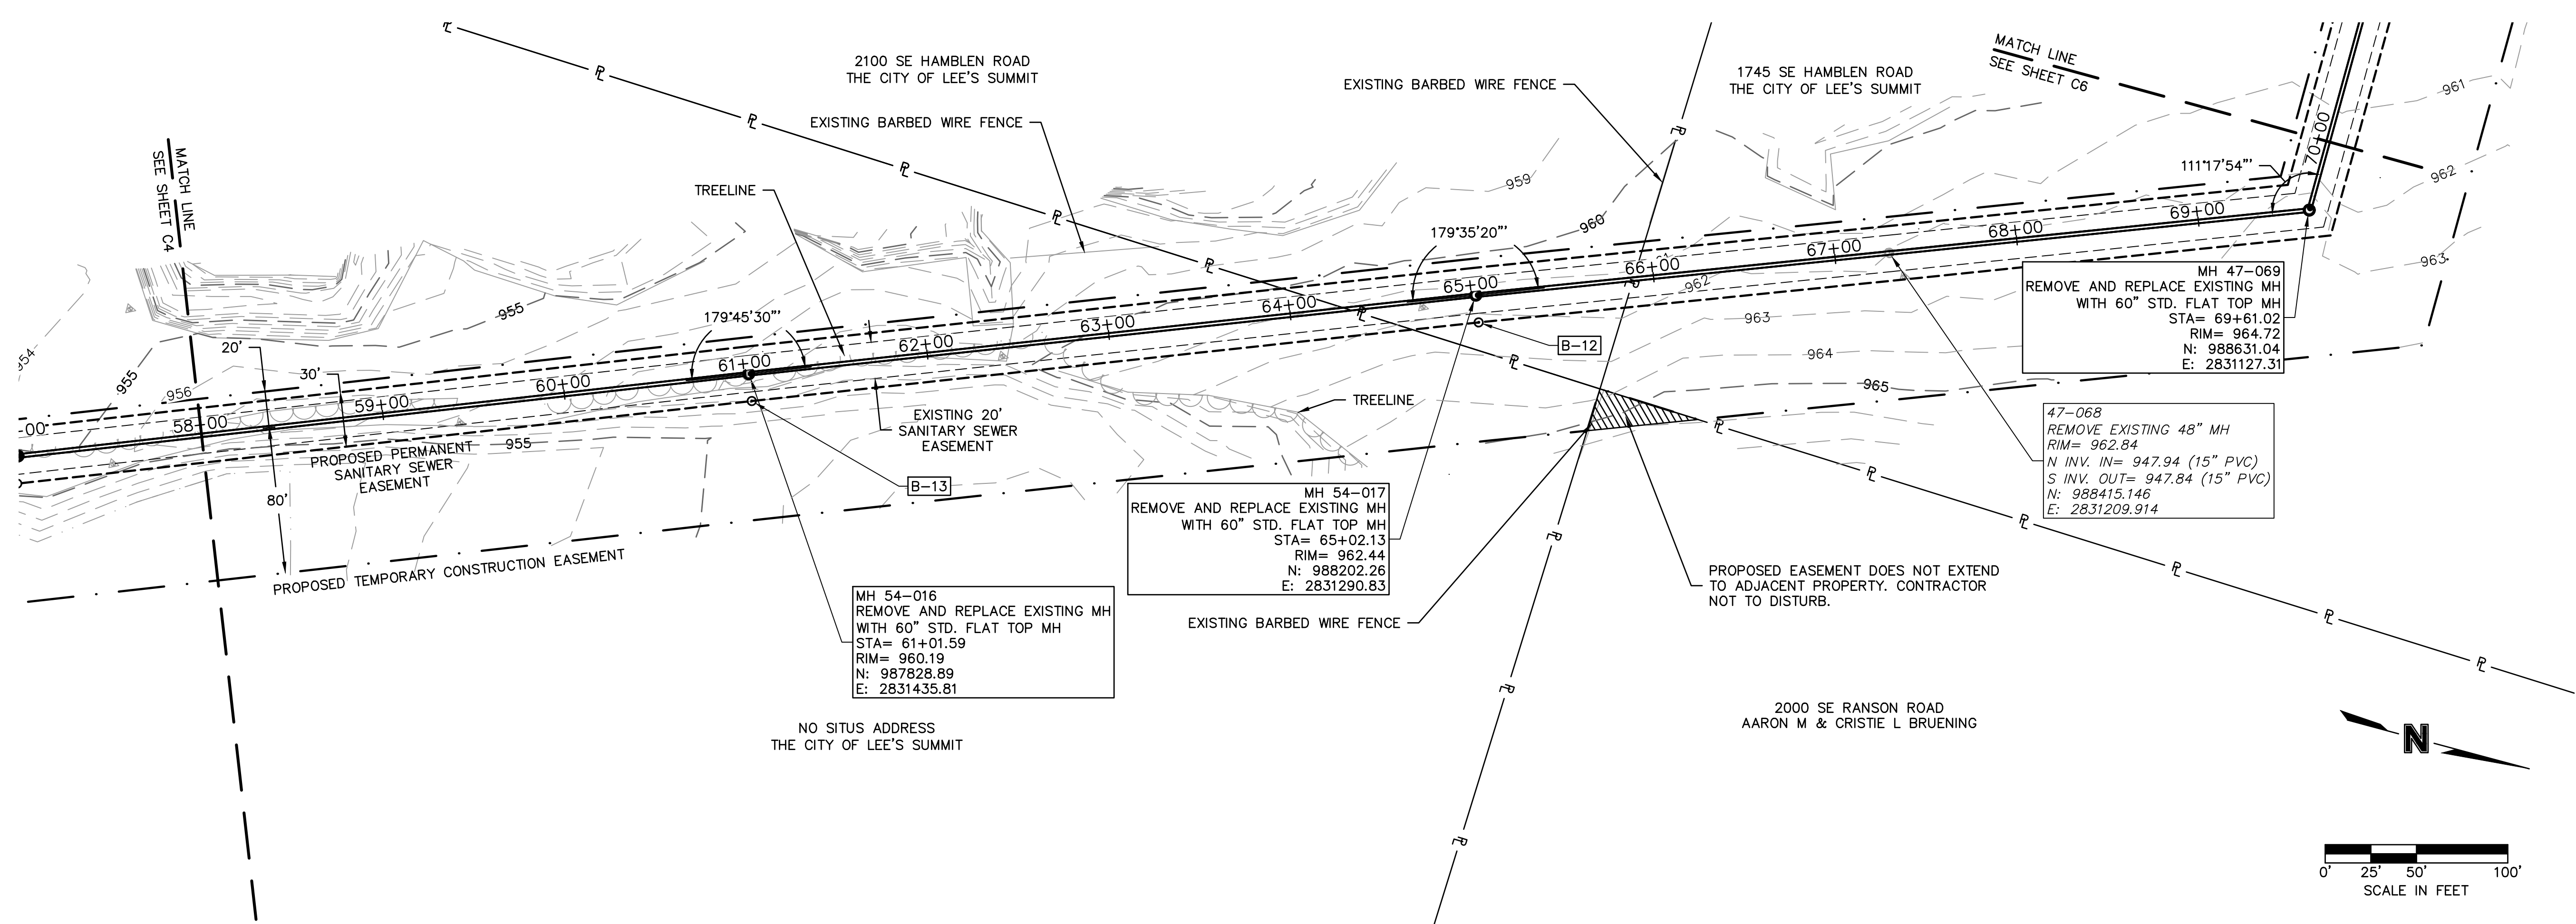 2100 SE HAMBLEN ROAD
THE CITY OF LEE'S SUMMIT
EXISTING BARBED WIRE FENCE
TREELINE
EXISTING BARBED WIRE FENCE
1745 SE HAMBLEN ROAD
THE CITY OF LEE'S SUMMIT
MATCH LINE
SEE SHEET C6
MATCH LINE
SEE SHEET C4
961
962
963
959
960
962
963
964
965
955
954
955
956
955
70+00
111°17'54"'
69+00
68+00
67+00
66+00
179°35'20"'
65+00
64+00
63+00
62+00
179°45'30"'
61+00
60+00
59+00
58+00
-00
20'
30'
80'
PROPOSED PERMANENT
SANITARY SEWER
EASEMENT
EXISTING 20'
SANITARY SEWER
EASEMENT
TREELINE
B-12
B-13
PROPOSED TEMPORARY CONSTRUCTION EASEMENT
MH 54-016
REMOVE AND REPLACE EXISTING MH
WITH 60" STD. FLAT TOP MH
STA= 61+01.59
RIM= 960.19
N: 987828.89
E: 2831435.81
MH 54-017
REMOVE AND REPLACE EXISTING MH
WITH 60" STD. FLAT TOP MH
STA= 65+02.13
RIM= 962.44
N: 988202.26
E: 2831290.83
MH 47-069
REMOVE AND REPLACE EXISTING MH
WITH 60" STD. FLAT TOP MH
STA= 69+61.02
RIM= 964.72
N: 988631.04
E: 2831127.31
47-068
REMOVE EXISTING 48" MH
RIM= 962.84
N INV. IN= 947.94 (15" PVC)
S INV. OUT= 947.84 (15" PVC)
N: 988415.146
E: 2831209.914
PROPOSED EASEMENT DOES NOT EXTEND
TO ADJACENT PROPERTY. CONTRACTOR
NOT TO DISTURB.
EXISTING BARBED WIRE FENCE
NO SITUS ADDRESS
THE CITY OF LEE'S SUMMIT
2000 SE RANSON ROAD
AARON M & CRISTIE L BRUENING
N
0' 25' 50' 100'
SCALE IN FEET